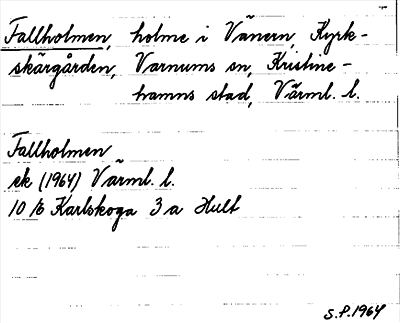 Fallholmen, holme i Vänern, Kyrk-
skärgården, Varnums sn, Kristine-
hamns stad, Värml. l.
Fallholmen
ek (1964) Värml. l.
10 16 Karlskoga 3 a Hult
S.P. 1964